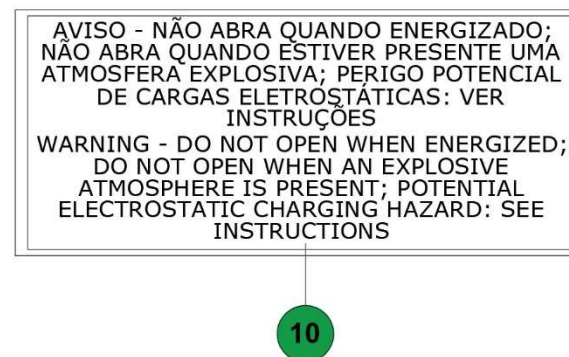 AVISO - NÃO ABRA QUANDO ENERGIZADO;
NÃO ABRA QUANDO ESTIVER PRESENTE UMA
ATMOSFERA EXPLOSIVA; PERIGO POTENCIAL
DE CARGAS ELETROSTÁTICAS: VER
INSTRUÇÕES
WARNING - DO NOT OPEN WHEN ENERGIZED;
DO NOT OPEN WHEN AN EXPLOSIVE
ATMOSPHERE IS PRESENT; POTENTIAL
ELECTROSTATIC CHARGING HAZARD: SEE
INSTRUCTIONS
10